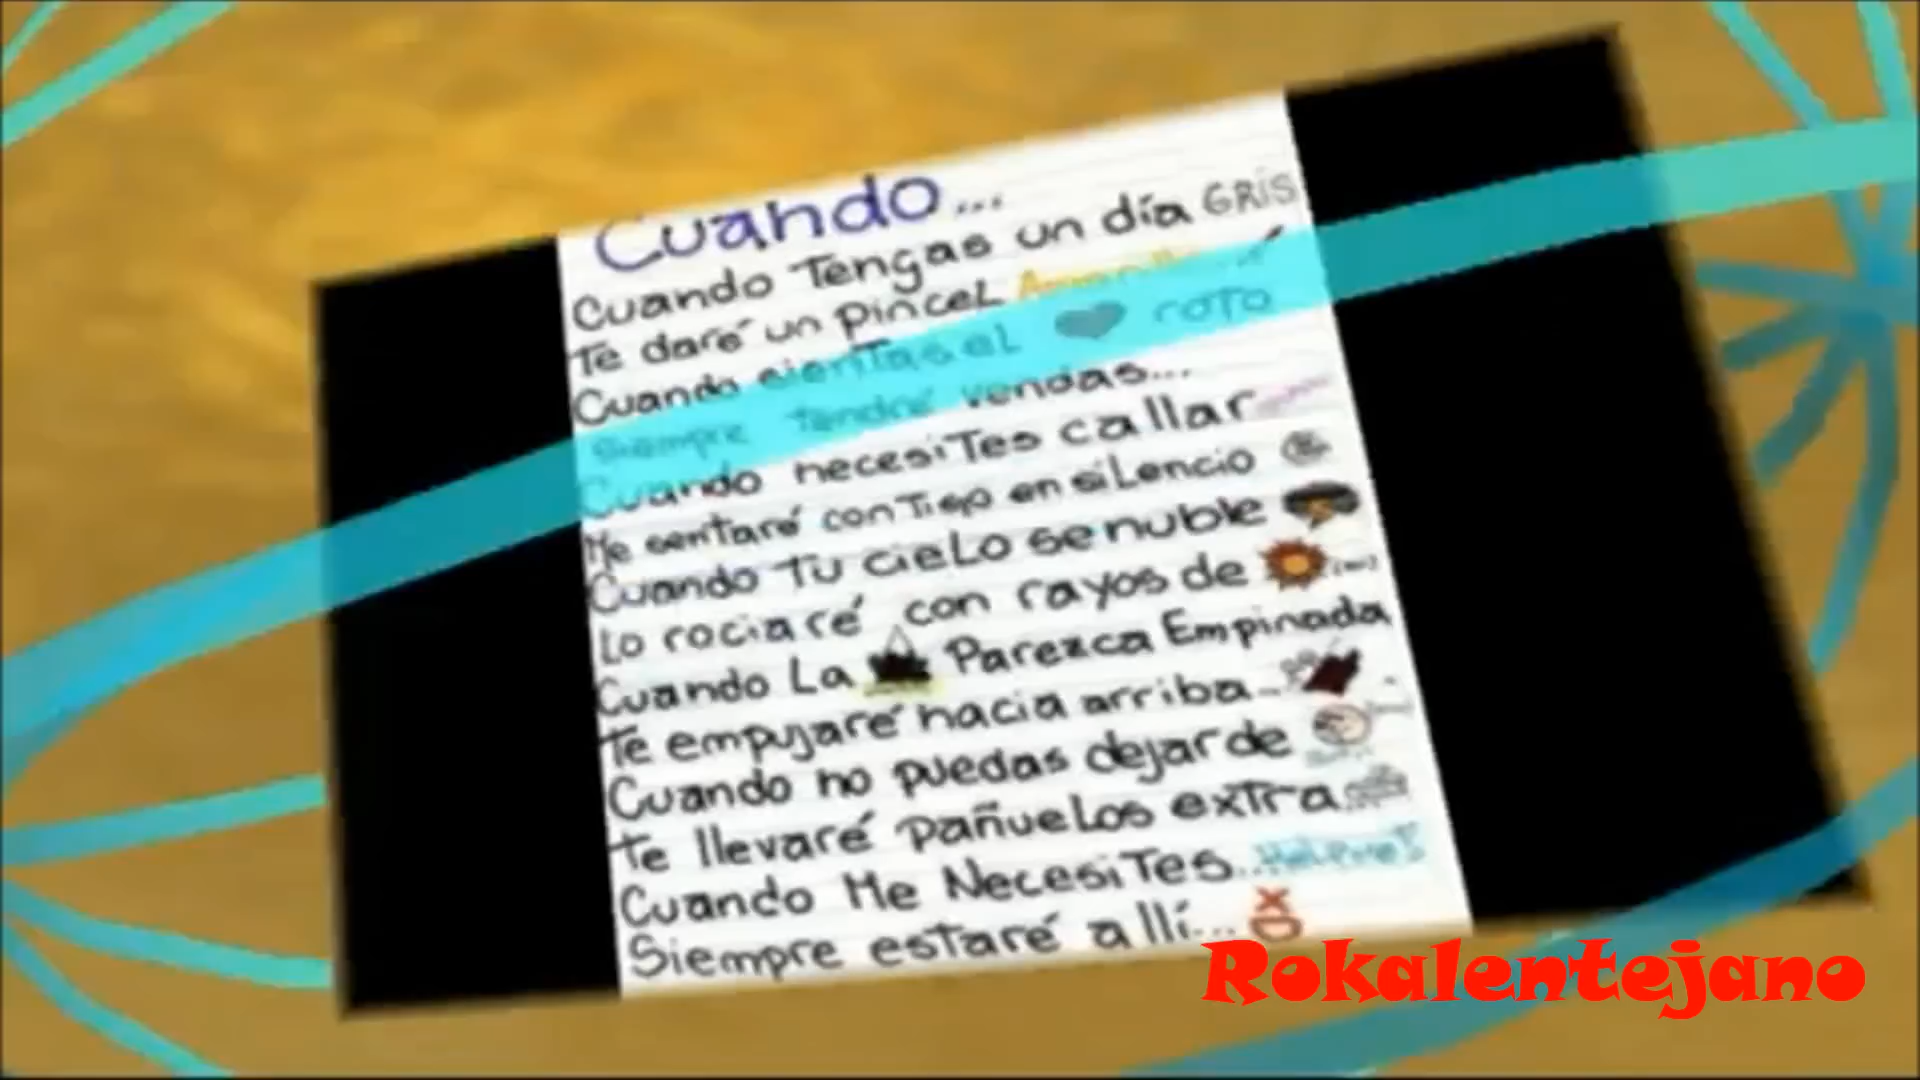 Cuando...
Cuando Tengas un día GRIS
Te daré un pincel Amarillo
Cuando sientas el roto
Siempre tendré vendas...
Cuando necesites callar
Me sentaré contigo en silencio
Cuando Tu cielo se nuble
Lo rociaré con rayos de
Cuando La Parezca Empinada
Te empujaré hacia arriba
Cuando no puedas dejar de
te llevaré pañuelos extra
Cuando Me Necesites..
Siempre estaré allí...
Rokalentejano